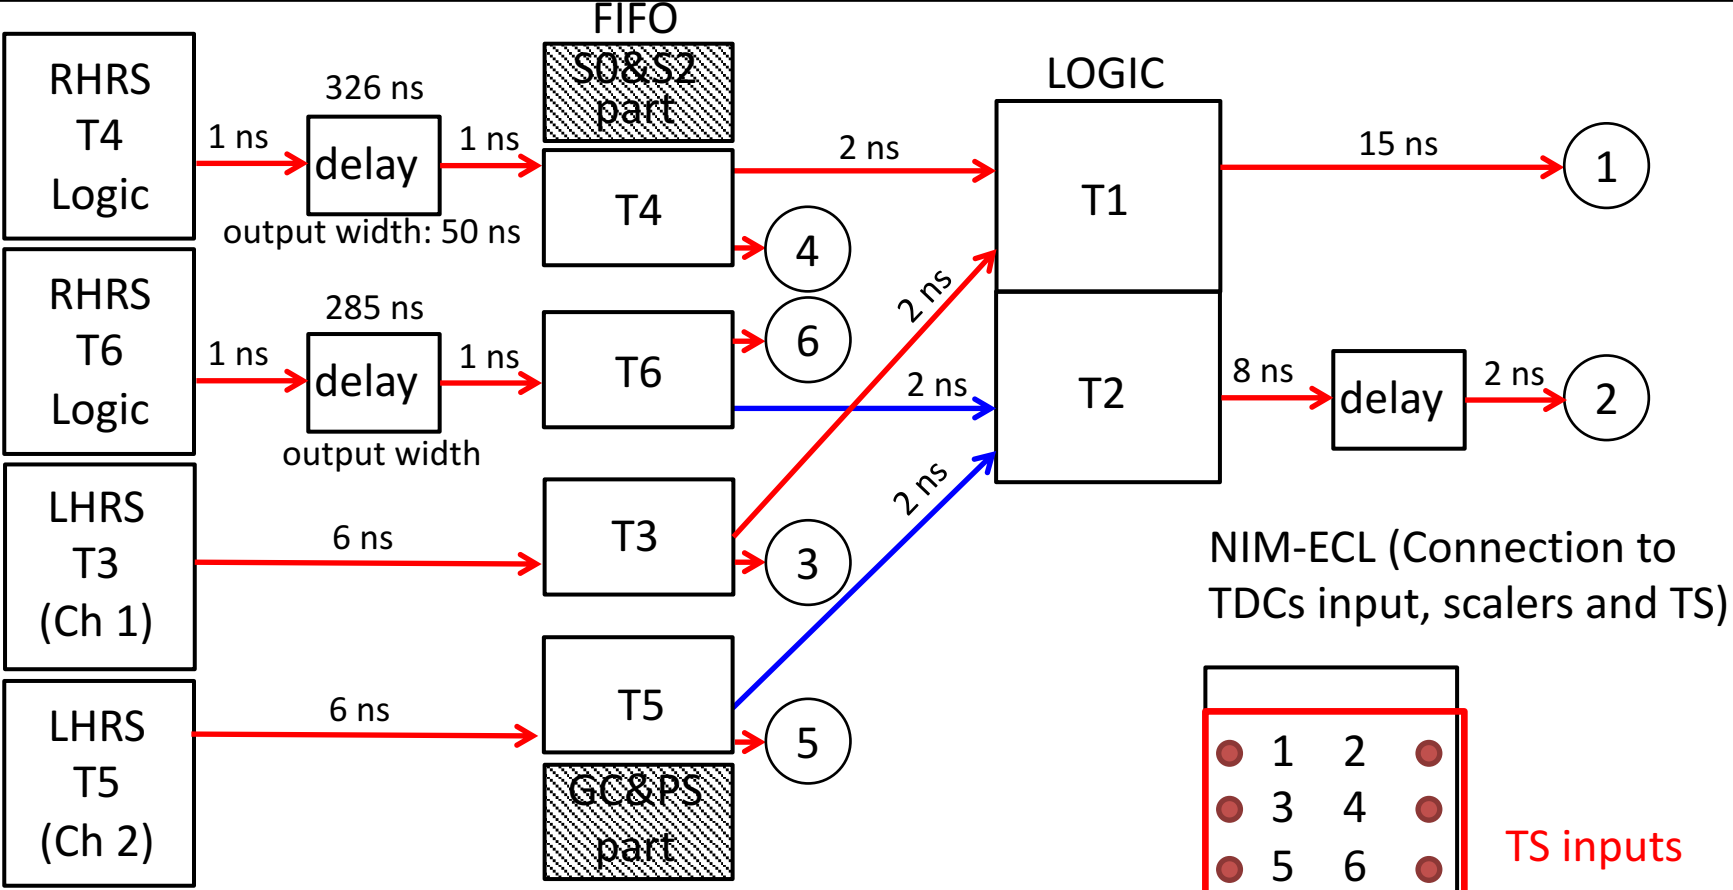 FIFO
S0&S2
part
LOGIC
RHRS
T4
Logic
1 ns
326 ns
delay
output width: 50 ns
1 ns
T4
2 ns
4
T1
15 ns
1
RHRS
T6
Logic
1 ns
285 ns
delay
output width
1 ns
T6
6
2 ns
2 ns
T2
8 ns
delay
2 ns
2
LHRS
T3
(Ch 1)
6 ns
T3
3
2 ns
LHRS
T5
(Ch 2)
6 ns
T5
5
GC&PS
part
NIM-ECL (Connection to
TDCs input, scalers and TS)
1 2
3 4
5 6
TS inputs